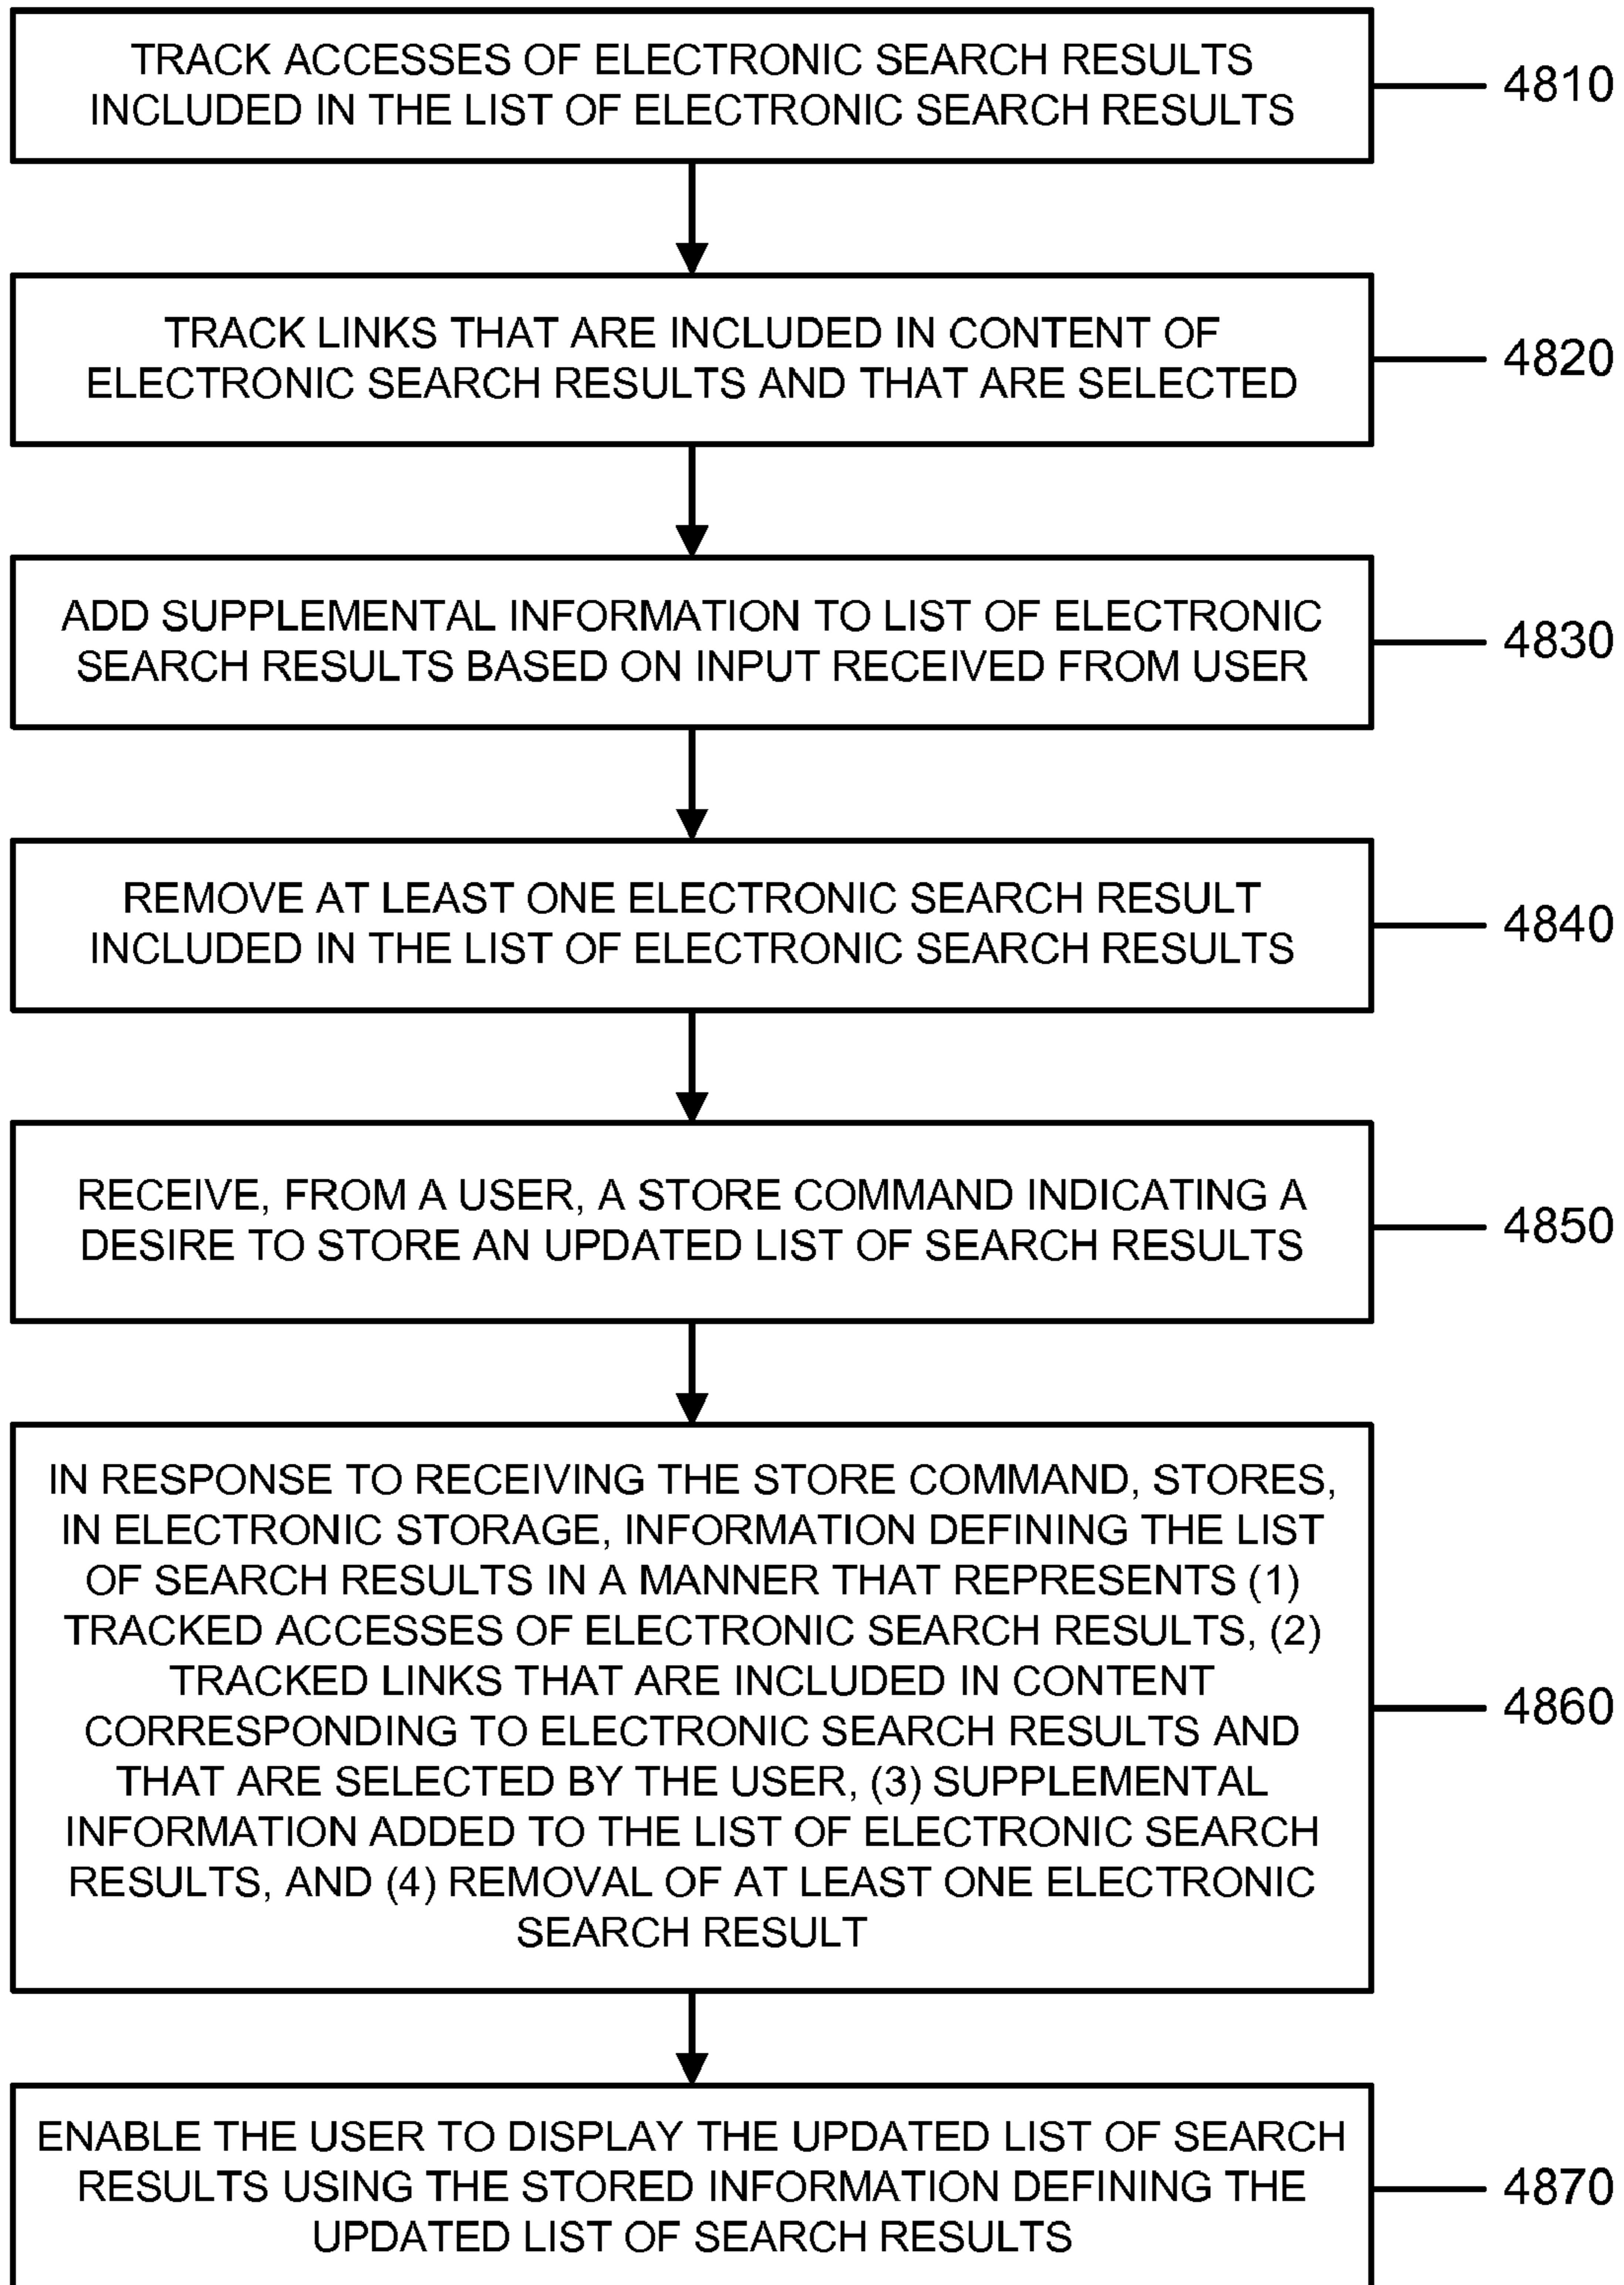 TRACK ACCESSES OF ELECTRONIC SEARCH RESULTS
INCLUDED IN THE LIST OF ELECTRONIC SEARCH RESULTS
4810
TRACK LINKS THAT ARE INCLUDED IN CONTENT OF
ELECTRONIC SEARCH RESULTS AND THAT ARE SELECTED
4820
ADD SUPPLEMENTAL INFORMATION TO LIST OF ELECTRONIC
SEARCH RESULTS BASED ON INPUT RECEIVED FROM USER
4830
REMOVE AT LEAST ONE ELECTRONIC SEARCH RESULT
INCLUDED IN THE LIST OF ELECTRONIC SEARCH RESULTS
4840
RECEIVE, FROM A USER, A STORE COMMAND INDICATING A
DESIRE TO STORE AN UPDATED LIST OF SEARCH RESULTS
4850
IN RESPONSE TO RECEIVING THE STORE COMMAND, STORES,
IN ELECTRONIC STORAGE, INFORMATION DEFINING THE LIST
OF SEARCH RESULTS IN A MANNER THAT REPRESENTS (1)
TRACKED ACCESSES OF ELECTRONIC SEARCH RESULTS, (2)
TRACKED LINKS THAT ARE INCLUDED IN CONTENT
CORRESPONDING TO ELECTRONIC SEARCH RESULTS AND
THAT ARE SELECTED BY THE USER, (3) SUPPLEMENTAL
INFORMATION ADDED TO THE LIST OF ELECTRONIC SEARCH
RESULTS, AND (4) REMOVAL OF AT LEAST ONE ELECTRONIC
SEARCH RESULT
4860
ENABLE THE USER TO DISPLAY THE UPDATED LIST OF SEARCH
RESULTS USING THE STORED INFORMATION DEFINING THE
UPDATED LIST OF SEARCH RESULTS
4870